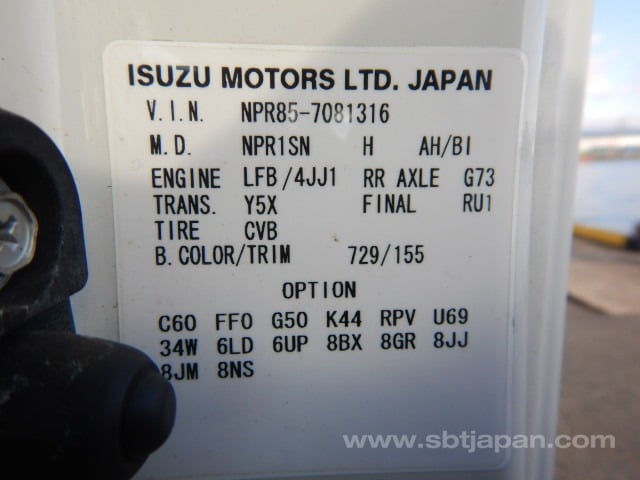 ISUZU MOTORS LTD. JAPAN
V.I.N. NPR85-7081316
M.D. NPR1SN H AH/BI
ENGINE LFB/4JJ1 RR AXLE G73
TRANS. Y5X FINAL RU1
TIRE CVB
B.COLOR/TRIM 729/155
OPTION
C60 FF0 G50 K44 RPV U69
34W 6LD 6UP 8BX 8GR 8JJ
8JM 8NS
www.sbtjapan.com